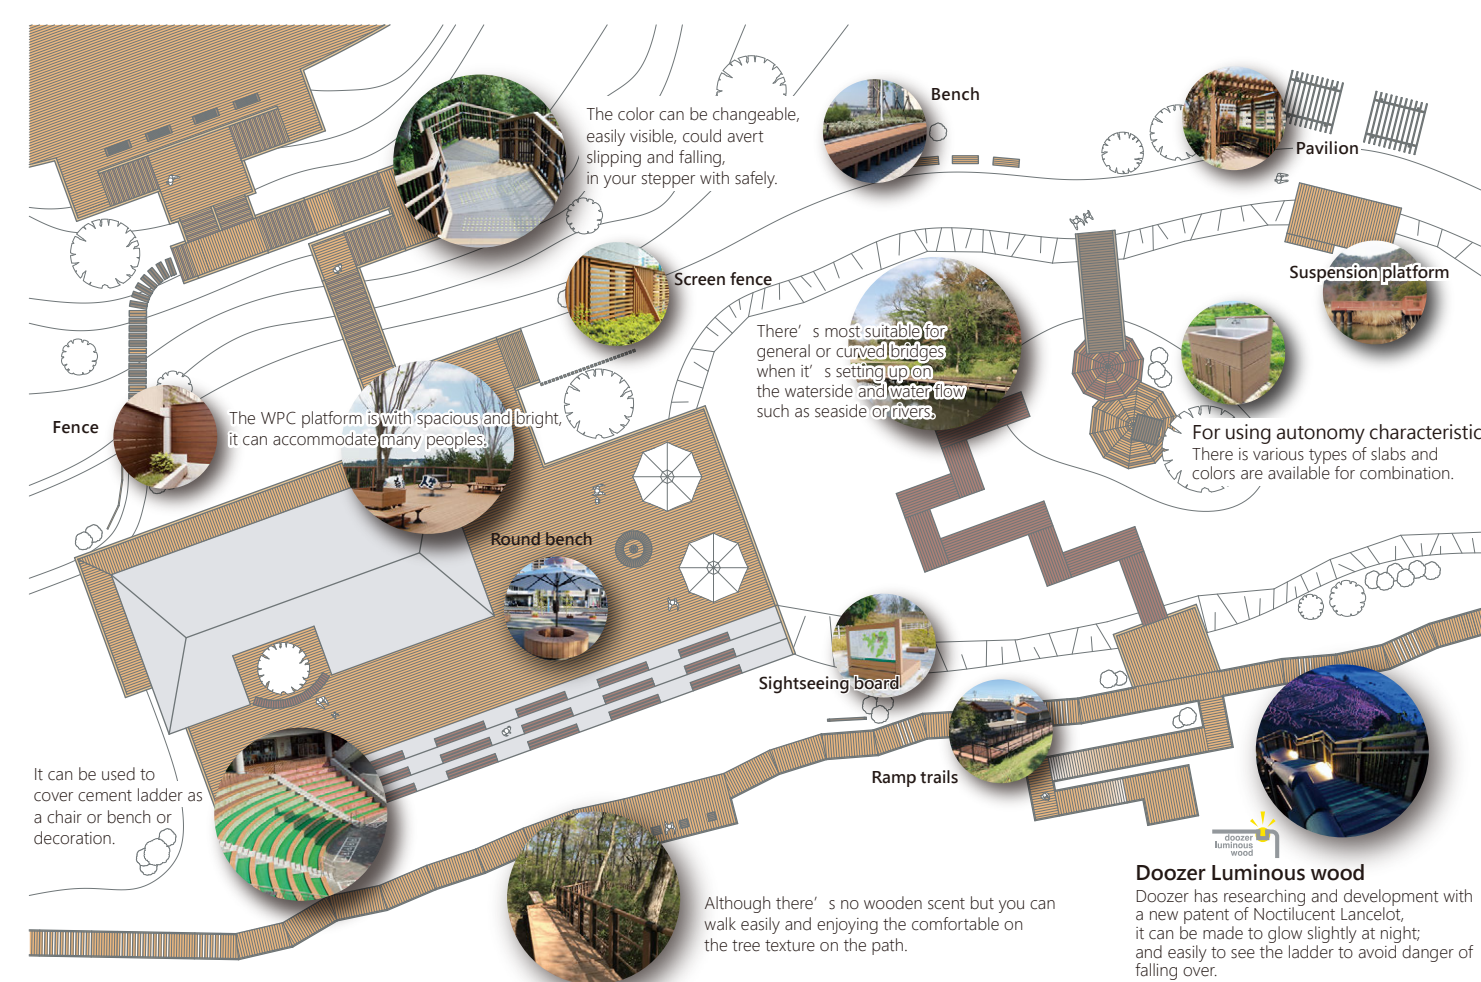 The color can be changeable,
easily visible, could avert
slipping and falling,
in your stepper with safely.
Bench
Pavilion
Screen fence
Suspension platform
There’ s most suitable for
general or curved bridges
when it’ s setting up on
the waterside and water flow
such as seaside or rivers.
Fence
The WPC platform is with spacious and bright,
it can accommodate many peoples.
For using autonomy characteristic
There is various types of slabs and
colors are available for combination.
Round bench
Sightseeing board
Ramp trails
It can be used to
cover cement ladder as
a chair or bench or
decoration.
doozer
luminous
wood
Doozer Luminous wood
Doozer has researching and development with
a new patent of Noctilucent Lancelot,
it can be made to glow slightly at night;
and easily to see the ladder to avoid danger of
falling over.
Although there’ s no wooden scent but you can
walk easily and enjoying the comfortable on
the tree texture on the path.